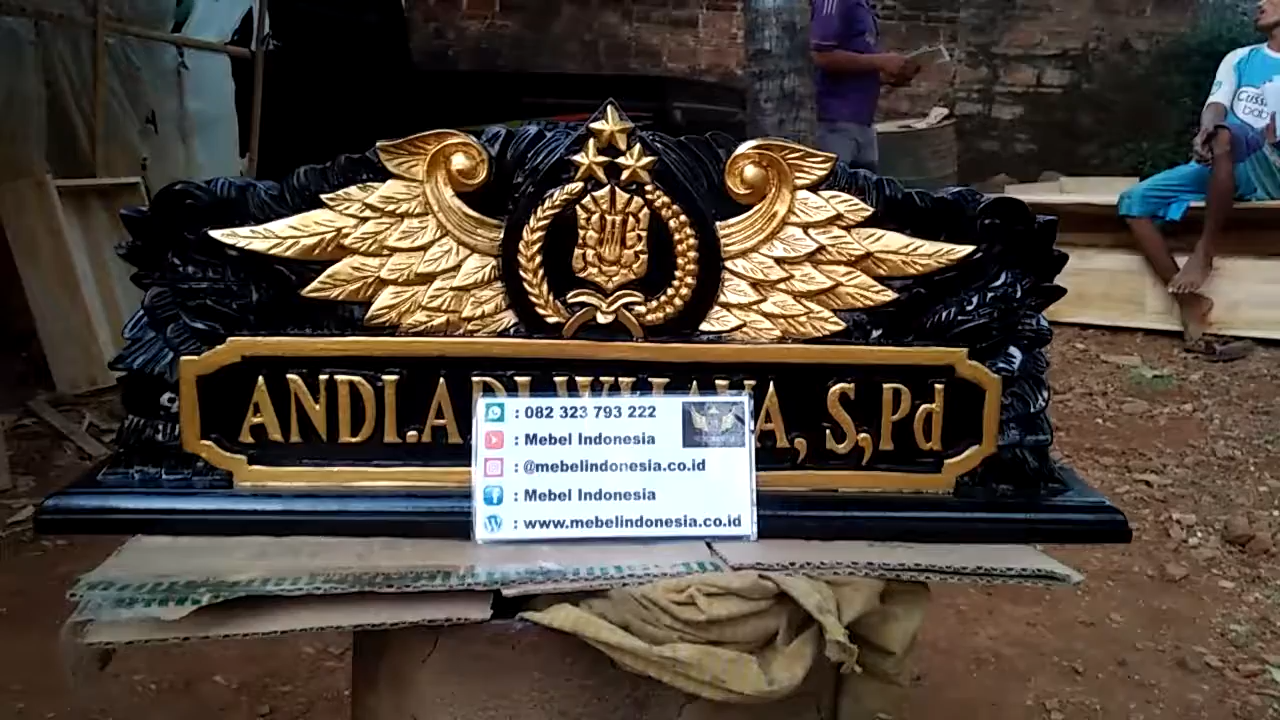 ANDI.A
A, S,Pd
: 082 323 793 222
: Mebel Indonesia
: @mebelindonesia.co.id
: Mebel Indonesia
: www.mebelindonesia.co.id